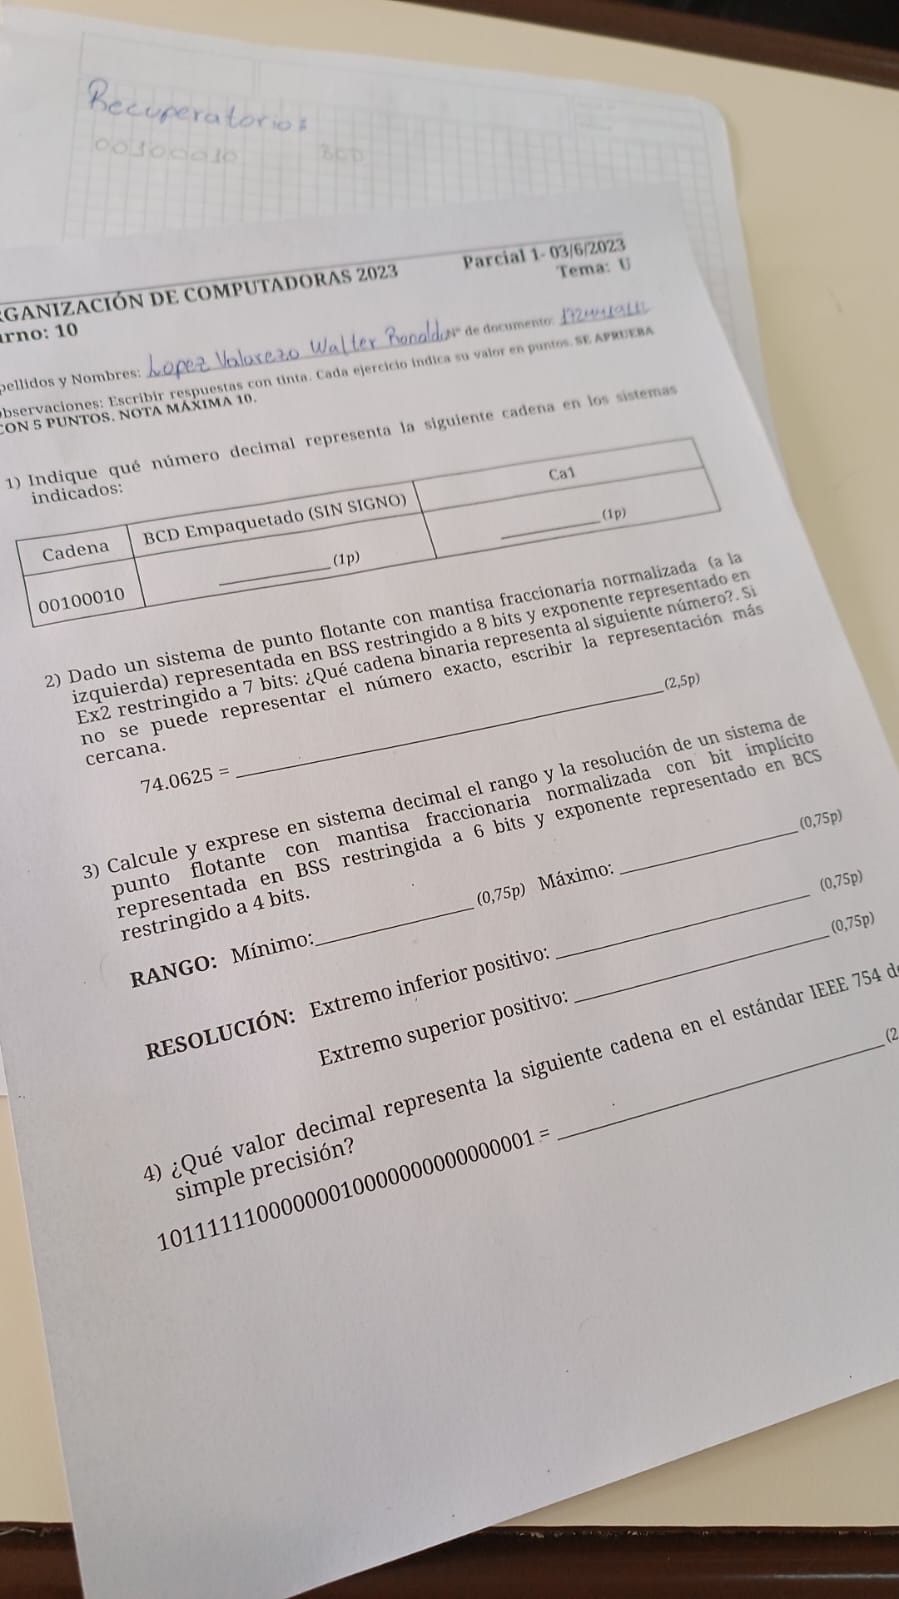 Recuperatorio:
00100010 BCD
RGANIZACIÓN DE COMPUTADORAS 2023 Parcial 1- 03/6/2023
urno: 10 Tema: U
pellidos y Nombres: Lopez Valarezo Walter Ronald Nº de documento:
Observaciones: Escribir respuestas con tinta. Cada ejercicio indica su valor en puntos. SE APRUEBA
CON 5 PUNTOS. NOTA MÁXIMA 10.
1) Indique qué número decimal representa la siguiente cadena en los sistemas
indicados:
Cadena BCD Empaquetado (SIN SIGNO) Ca1
00100010 (1p) (1p)
2) Dado un sistema de punto flotante con mantisa fraccionaria normalizada (a la
izquierda) representada en BSS restringido a 8 bits y exponente representado en
Ex2 restringido a 7 bits: ¿Qué cadena binaria representa al siguiente número?. Si
no se puede representar el número exacto, escribir la representación más
cercana.
74.0625 = (2,5p)
3) Calcule y exprese en sistema decimal el rango y la resolución de un sistema de
punto flotante con mantisa fraccionaria normalizada con bit implícito
representada en BSS restringida a 6 bits y exponente representado en BCS
restringido a 4 bits.
RANGO: Mínimo: (0,75p) Máximo: (0,75p)
RESOLUCIÓN: Extremo inferior positivo: (0,75p)
Extremo superior positivo: (0,75p)
4) ¿Qué valor decimal representa la siguiente cadena en el estándar IEEE 754 de
simple precisión?
10111111100000001000000000000001 = (2